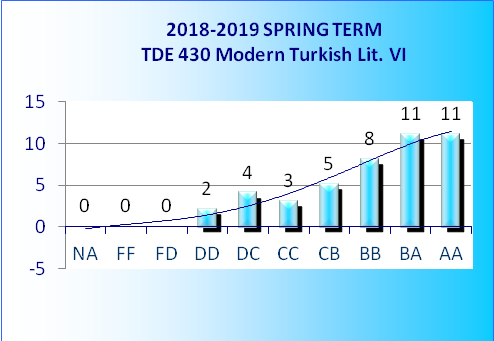 2018-2019 SPRING TERM
TDE 430 Modern Turkish Lit. VI
15
10
5
0
-5
0 0 0 2 4 3 5 8 11 11
NA FF FD DD DC CC CB BB BA AA